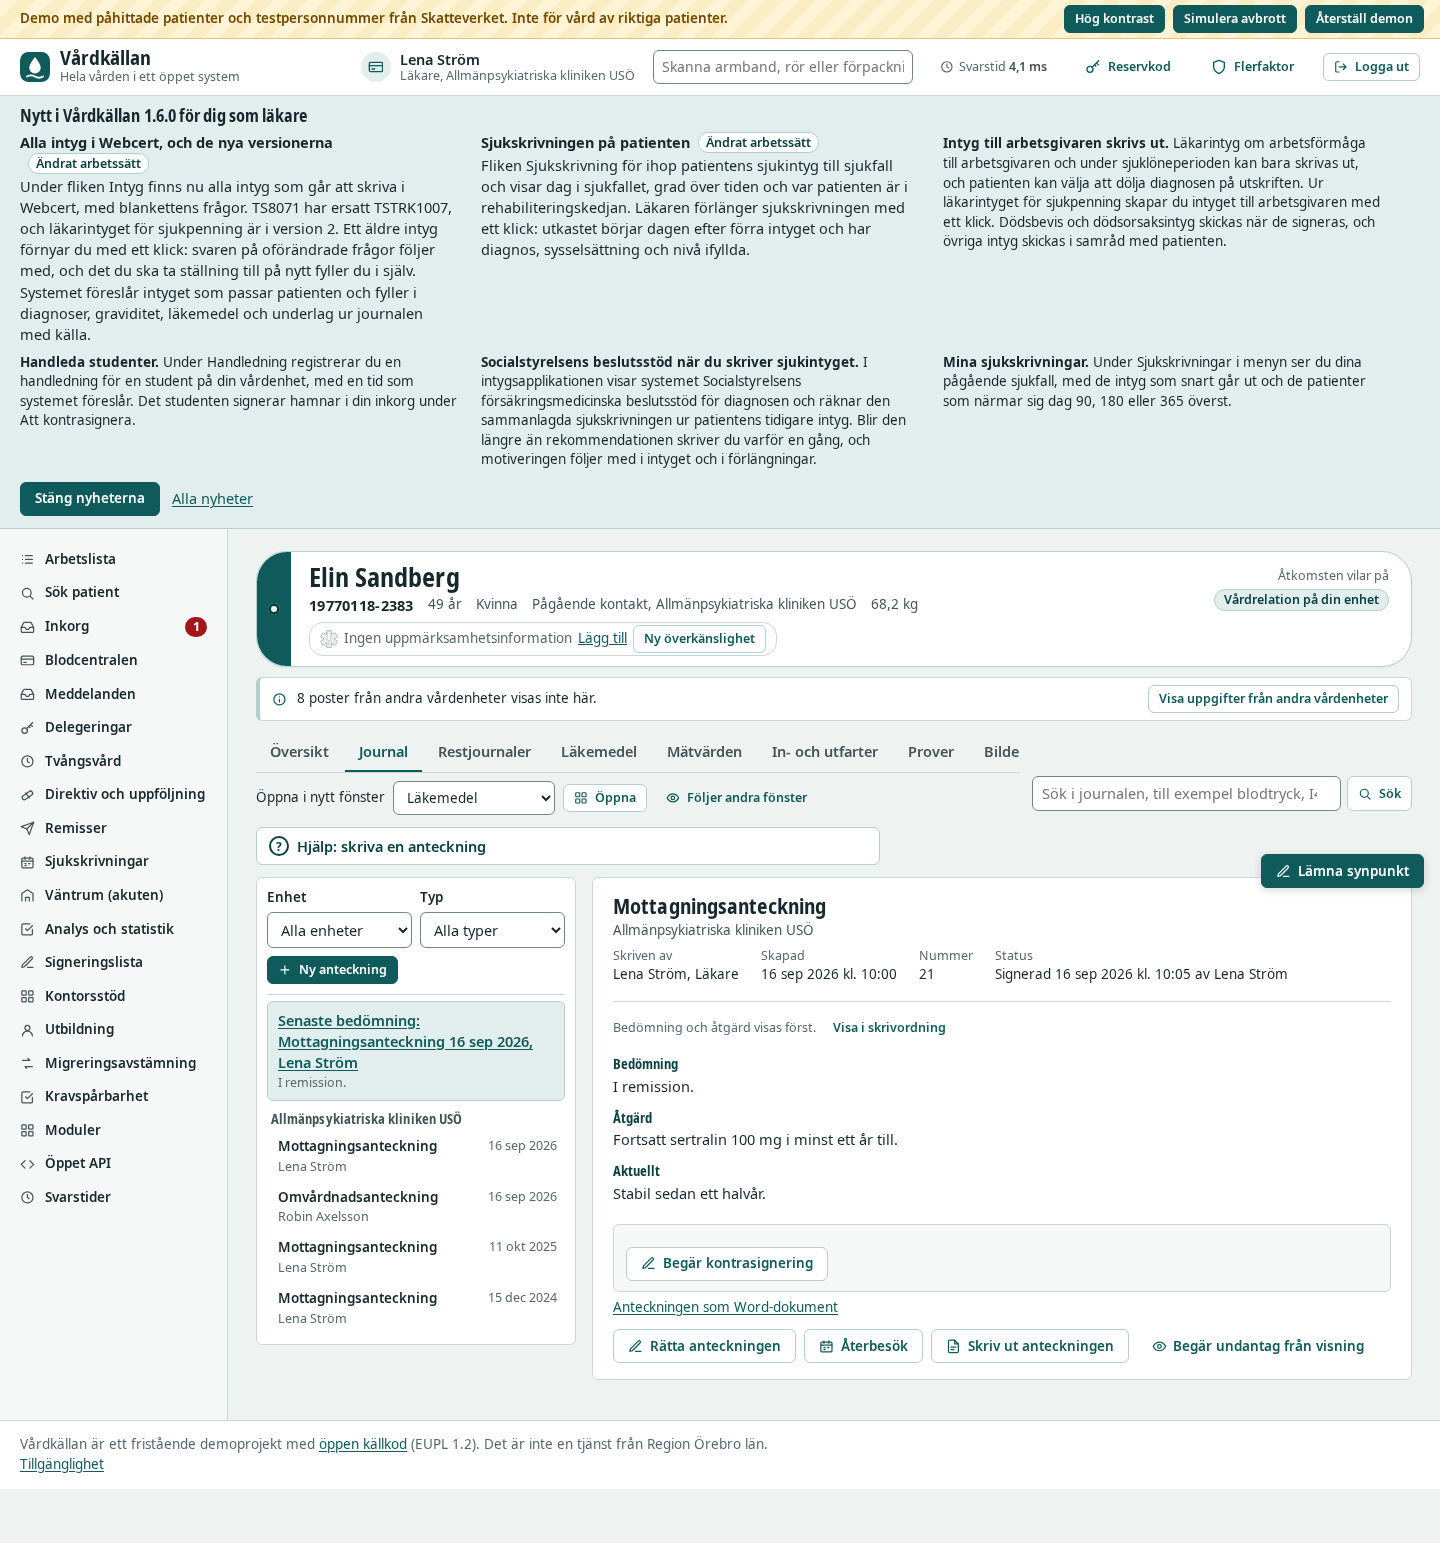 Demo med påhittade patienter och testpersonnummer från Skatteverket. Inte för vård av riktiga patienter.
Hög kontrast
Simulera avbrott
Återställ demon
Vårdkällan
Hela vården i ett öppet system
Lena Ström
Läkare, Allmänpsykiatriska kliniken USÖ
Skanna armband, rör eller förpackni
Svarstid 4,1 ms
Reservkod
Flerfaktor
Logga ut
Nytt i Vårdkällan 1.6.0 för dig som läkare
Alla intyg i Webcert, och de nya versionerna
Ändrat arbetssätt
Under fliken Intyg finns nu alla intyg som går att skriva i
Webcert, med blankettens frågor. TS8071 har ersatt TSTRK1007,
och läkarintyget för sjukpenning är i version 2. Ett äldre intyg
förnyar du med ett klick: svaren på oförändrade frågor följer
med, och det du ska ta ställning till på nytt fyller du i själv.
Systemet föreslår intyget som passar patienten och fyller i
diagnoser, graviditet, läkemedel och underlag ur journalen
med källa.
Sjukskrivningen på patienten
Ändrat arbetssätt
Fliken Sjukskrivning för ihop patientens sjukintyg till sjukfall
och visar dag i sjukfallet, grad över tiden och var patienten är i
rehabiliteringskedjan. Läkaren förlänger sjukskrivningen med
ett klick: utkastet börjar dagen efter förra intyget och har
diagnos, sysselsättning och nivå ifyllda.
Intyg till arbetsgivaren skrivs ut. Läkarintyg om arbetsförmåga
till arbetsgivaren och under sjuklöneperioden kan bara skrivas ut,
och patienten kan välja att dölja diagnosen på utskriften. Ur
läkarintyget för sjukpenning skapar du intyget till arbetsgivaren med
ett klick. Dödsbevis och dödsorsaksintyg skickas när de signeras, och
övriga intyg skickas i samråd med patienten.
Handleda studenter. Under Handledning registrerar du en
handledning för en student på din vårdenhet, med en tid som
systemet föreslår. Det studenten signerar hamnar i din inkorg under
Att kontrasignera.
Socialstyrelsens beslutsstöd när du skriver sjukintyget. I
intygsapplikationen visar systemet Socialstyrelsens
försäkringsmedicinska beslutsstöd för diagnosen och räknar den
sammanlagda sjukskrivningen ur patientens tidigare intyg. Blir den
längre än rekommendationen skriver du varför en gång, och
motiveringen följer med i intyget och i förlängningar.
Mina sjukskrivningar. Under Sjukskrivningar i menyn ser du dina
pågående sjukfall, med de intyg som snart går ut och de patienter
som närmar sig dag 90, 180 eller 365 överst.
Stäng nyheterna
Alla nyheter
Arbetslista
Sök patient
Inkorg
1
Blodcentralen
Meddelanden
Delegeringar
Tvångsvård
Direktiv och uppföljning
Remisser
Sjukskrivningar
Väntrum (akuten)
Analys och statistik
Signeringslista
Kontorsstöd
Utbildning
Migreringsavstämning
Kravspårbarhet
Moduler
Öppet API
Svarstider
Elin Sandberg
19770118-2383 49 år Kvinna Pågående kontakt, Allmänpsykiatriska kliniken USÖ 68,2 kg
Ingen uppmärksamhetsinformation Lägg till Ny överkänslighet
Åtkomsten vilar på
Vårdrelation på din enhet
8 poster från andra vårdenheter visas inte här.
Visa uppgifter från andra vårdenheter
Översikt Journal Restjournaler Läkemedel Mätvärden In- och utfarter Prover Bilde
Öppna i nytt fönster
Läkemedel
Öppna
Följer andra fönster
Sök i journalen, till exempel blodtryck, I4
Sök
? Hjälp: skriva en anteckning
Lämna synpunkt
Enhet
Typ
Alla enheter
Alla typer
Ny anteckning
Senaste bedömning:
Mottagningsanteckning 16 sep 2026,
Lena Ström
I remission.
Allmänpsykiatriska kliniken USÖ
Mottagningsanteckning 16 sep 2026
Lena Ström
Omvårdnadsanteckning 16 sep 2026
Robin Axelsson
Mottagningsanteckning 11 okt 2025
Lena Ström
Mottagningsanteckning 15 dec 2024
Lena Ström
Mottagningsanteckning
Allmänpsykiatriska kliniken USÖ
Skriven av
Lena Ström, Läkare
Skapad
16 sep 2026 kl. 10:00
Nummer
21
Status
Signerad 16 sep 2026 kl. 10:05 av Lena Ström
Bedömning och åtgärd visas först. Visa i skrivordning
Bedömning
I remission.
Åtgärd
Fortsatt sertralin 100 mg i minst ett år till.
Aktuellt
Stabil sedan ett halvår.
Begär kontrasignering
Anteckningen som Word-dokument
Rätta anteckningen
Återbesök
Skriv ut anteckningen
Begär undantag från visning
Vårdkällan är ett fristående demoprojekt med öppen källkod (EUPL 1.2). Det är inte en tjänst från Region Örebro län.
Tillgänglighet